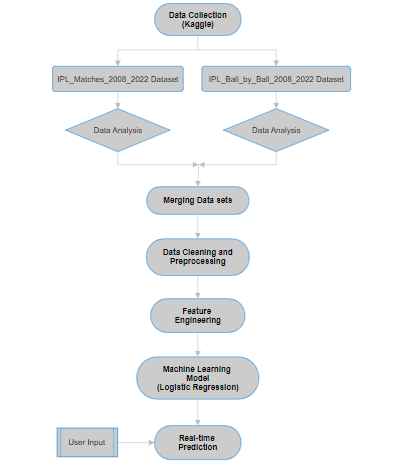 Data Collection
(Kaggle)
IPL_Matches_2008_2022 Dataset
IPL_Ball_by_Ball_2008_2022 Dataset
Data Analysis
Data Analysis
Merging Data sets
Data Cleaning and
Preprocessing
Feature
Engineering
Machine Learning
Model
(Logistic Regression)
User Input
Real-time
Prediction